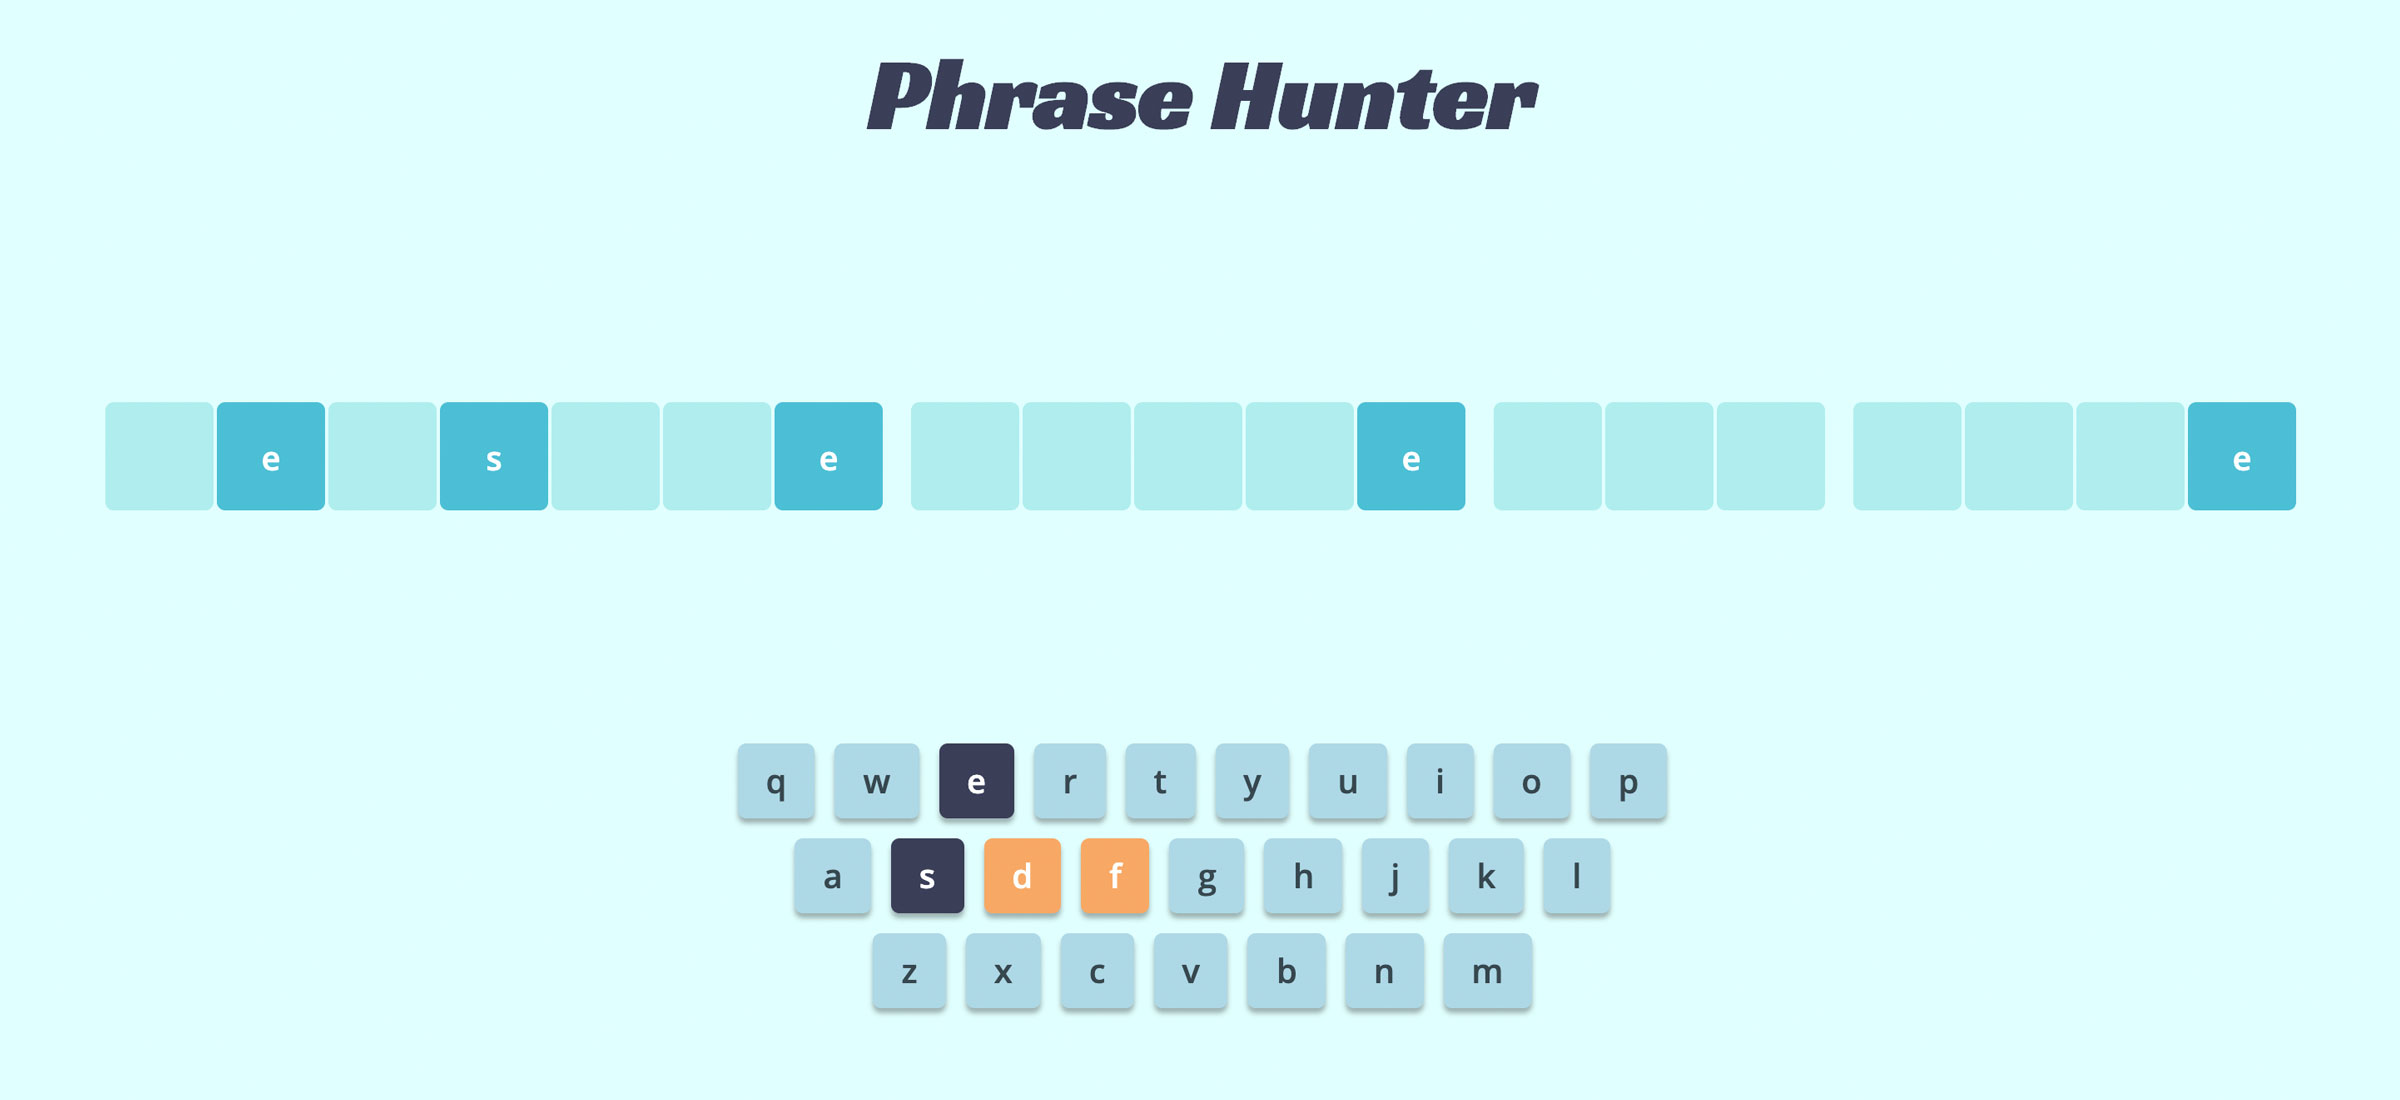 Phrase Hunter
e s e e e
q w e r t y u i o p
a s d f g h j k l
z x c v b n m